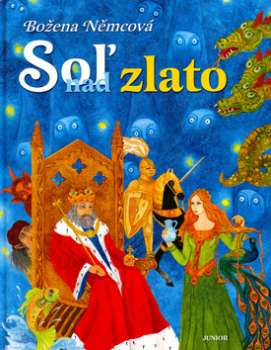 Božena Němcová
Soľ
nad zlato
JUNIOR